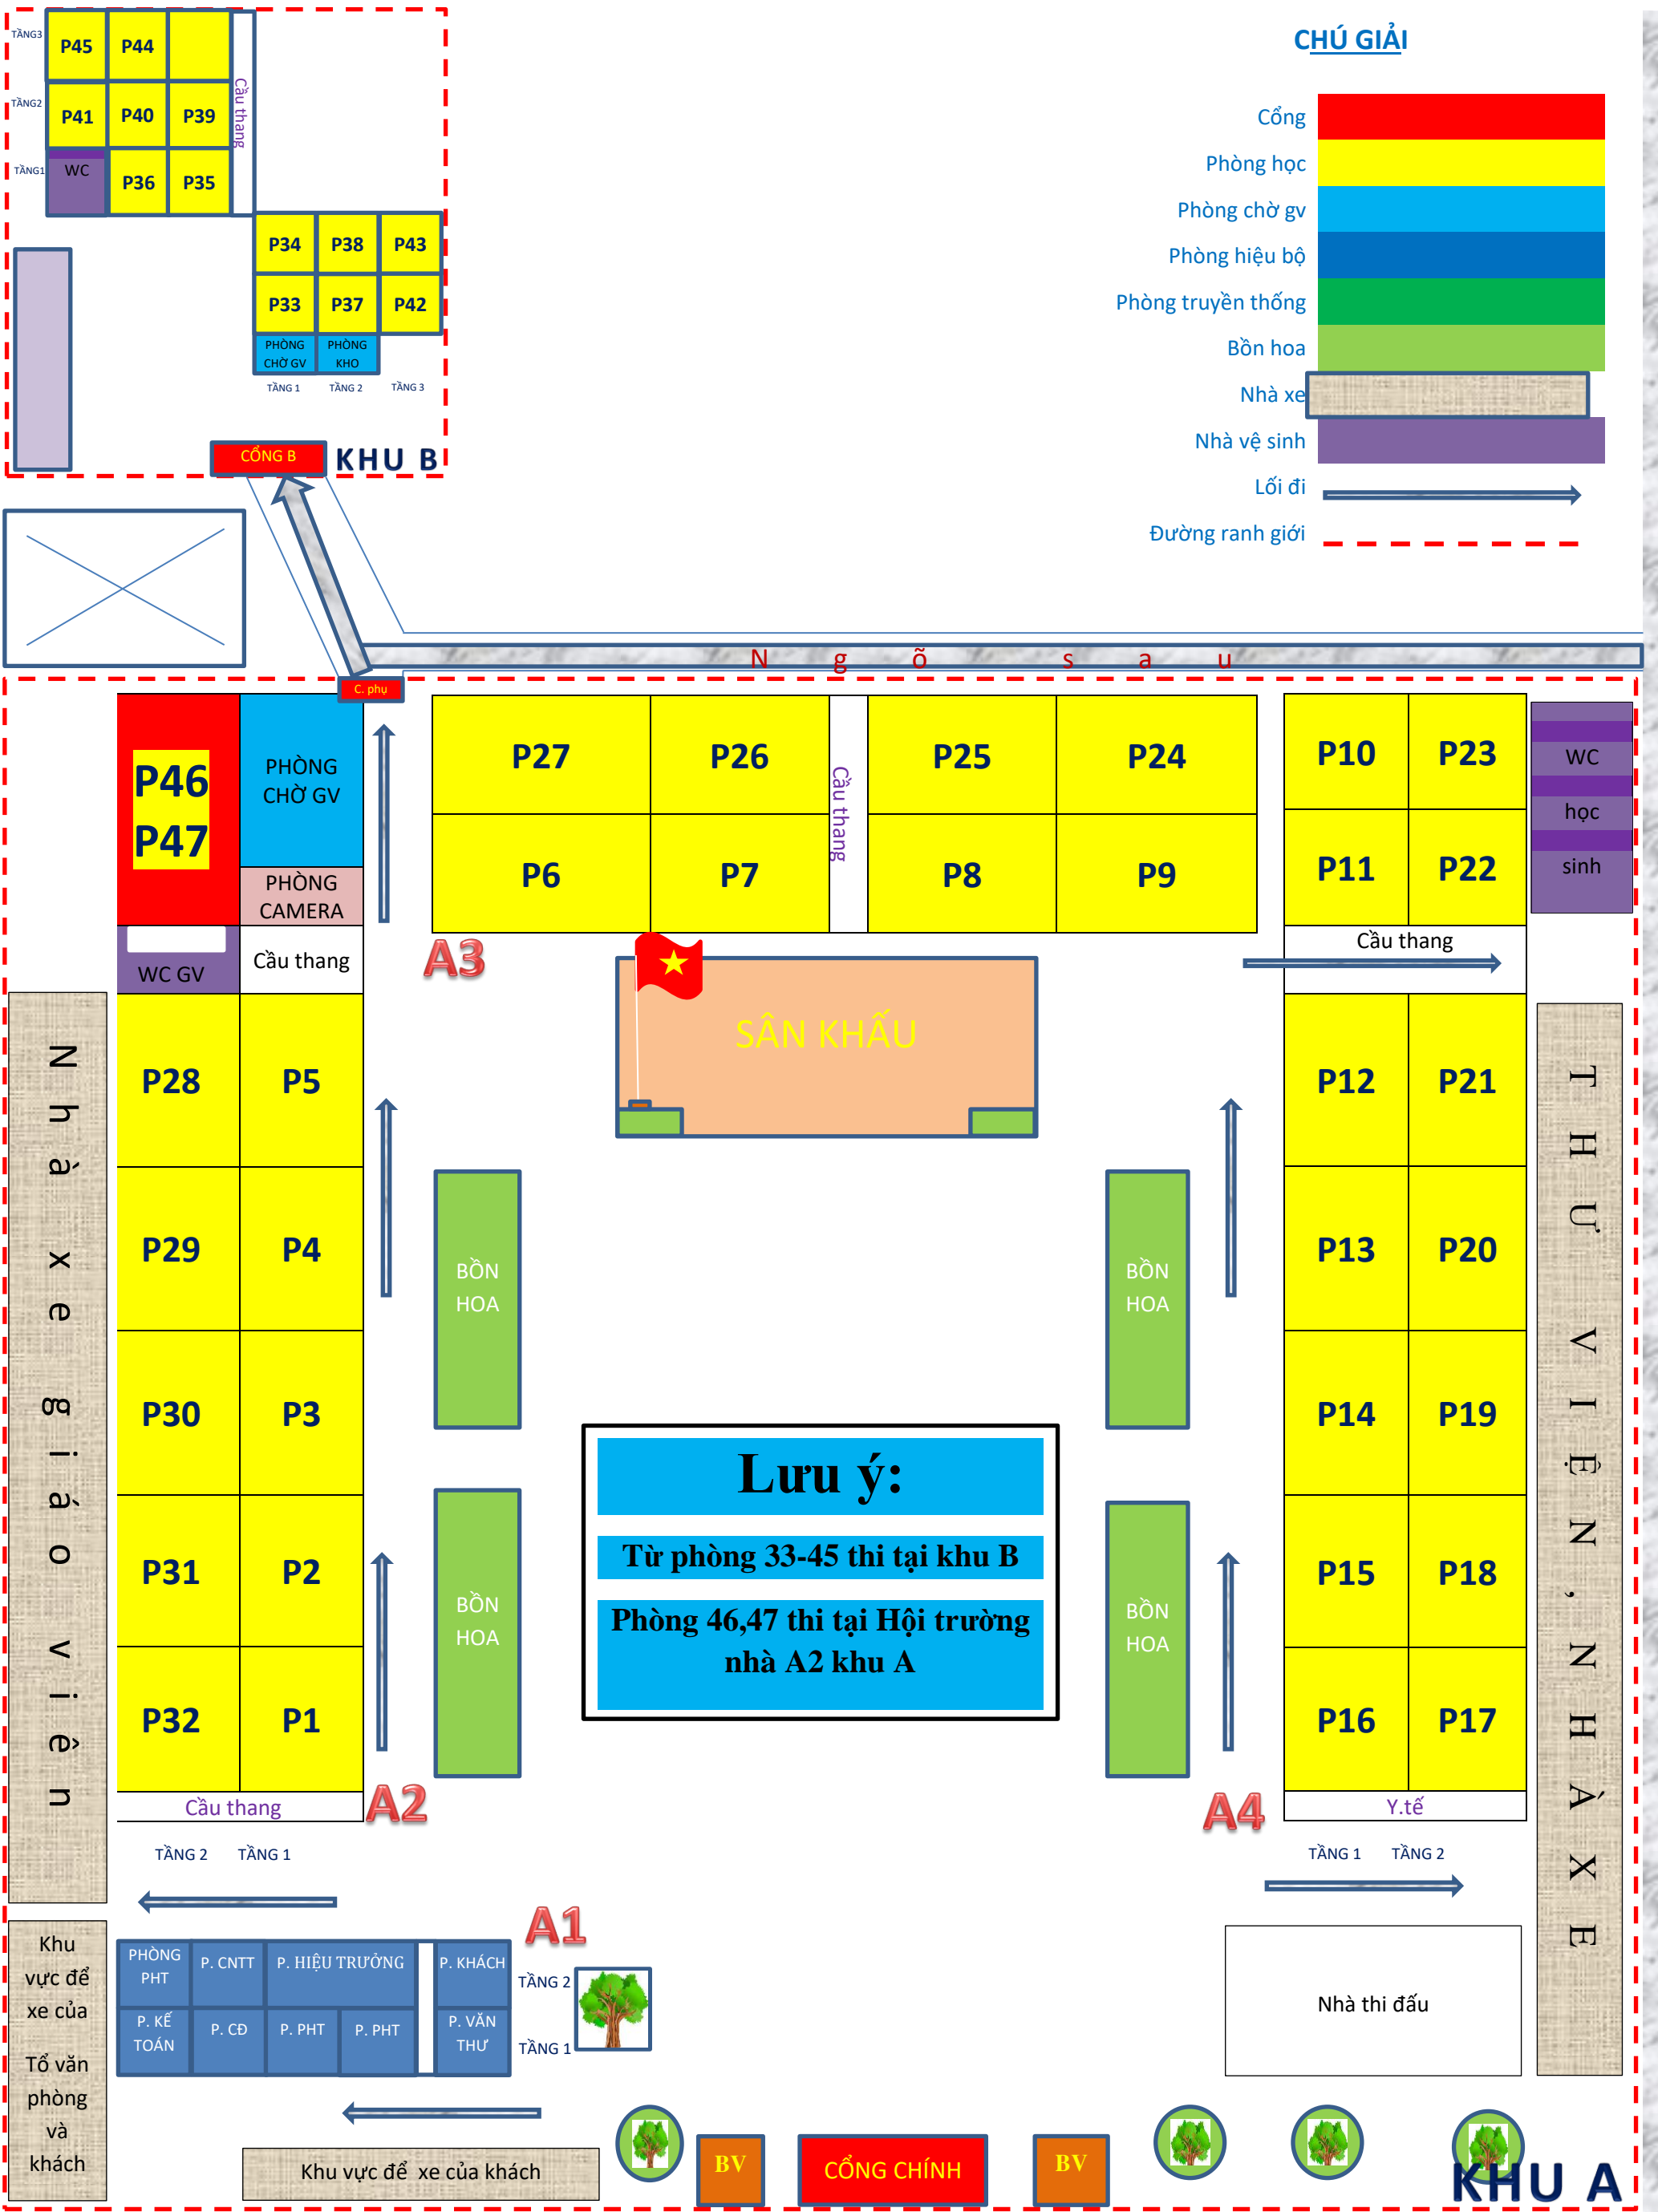 TẦNG3
P45
P44
TẦNG2
P41
P40
P39
TẦNG1
WC
P36
P35
Cầu thang
P34
P38
P43
P33
P37
P42
PHÒNG
CHỜ GV
PHÒNG
KHO
TẦNG 1
TẦNG 2
TẦNG 3
CỔNG B
KHU B
CHÚ GIẢI
Cổng
Phòng học
Phòng chờ gv
Phòng hiệu bộ
Phòng truyền thống
Bồn hoa
Nhà xe
Nhà vệ sinh
Lối đi
Đường ranh giới
Ngõ sau
C. phụ
P46
P47
PHÒNG
CHỜ GV
PHÒNG
CAMERA
WC GV
Cầu thang
P28
P5
P29
P4
P30
P3
P31
P2
P32
P1
Cầu thang
TẦNG 2
TẦNG 1
A2
Nhà xe giáo viên
P27
P26
P25
P24
P6
P7
P8
P9
Cầu thang
A3
SÂN KHẤU
P10
P23
P11
P22
WC
học
sinh
Cầu thang
P12
P21
P13
P20
P14
P19
P15
P18
P16
P17
Y.tế
TẦNG 1
TẦNG 2
A4
THƯ VIỆN, NHÀ XE
BỒN
HOA
BỒN
HOA
BỒN
HOA
BỒN
HOA
Lưu ý:
Từ phòng 33-45 thi tại khu B
Phòng 46,47 thi tại Hội trường
nhà A2 khu A
A1
PHÒNG
PHT
P. CNTT
P. HIỆU TRƯỞNG
P. KHÁCH
TẦNG 2
P. KẾ
TOÁN
P. CĐ
P. PHT
P. PHT
P. VĂN
THƯ
TẦNG 1
Khu
vực để
xe của
Tổ văn
phòng
và
khách
Khu vực để xe của khách
BV
CỔNG CHÍNH
BV
Nhà thi đấu
KHU A